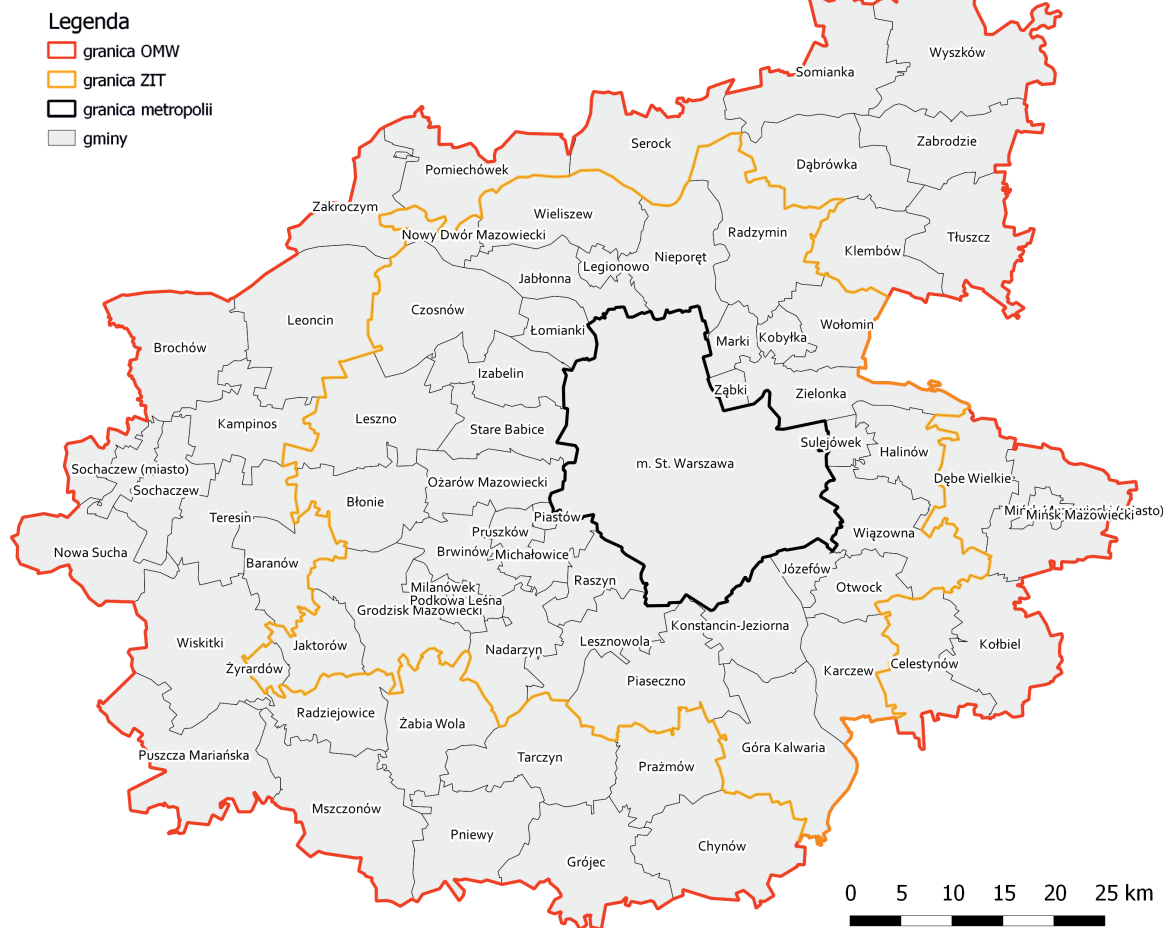 Legenda
granica OMW
granica ZIT
granica metropolii
gminy
Wyszków
Somianka
Serock
Zabrodzie
Dąbrówka
Pomiechówek
Zakroczym
Wieliszew
Nowy Dwór Mazowiecki
Radzymin
Tłuszcz
Klembów
Nieporęt
Legionowo
Jabłonna
Czosnów
Leoncin
Łomianki
Wołomin
Marki
Kobyłka
Brochów
Izabelin
Ząbki
Zielonka
Leszno
Kampinos
Stare Babice
Sulejówek
Halinów
m. St. Warszawa
Sochaczew (miasto)
Sochaczew
Ożarów Mazowiecki
Dębe Wielkie
Błonie
Teresin
Piastów
Mińsk Mazowiecki (miasto)
Mińsk Mazowiecki
Pruszków
Wiązowna
Nowa Sucha
Brwinów
Michałowice
Baranów
Józefów
Raszyn
Otwock
Milanówek
Podkowa Leśna
Grodzisk Mazowiecki
Konstancin-Jeziorna
Wiskitki
Jaktorów
Lesznowola
Nadarzyn
Kołbiel
Żyrardów
Celestynów
Karczew
Piaseczno
Radziejowice
Żabia Wola
Góra Kalwaria
Puszcza Mariańska
Tarczyn
Prażmów
Mszczonów
Pniewy
Chynów
Grójec
0 5 10 15 20 25 km